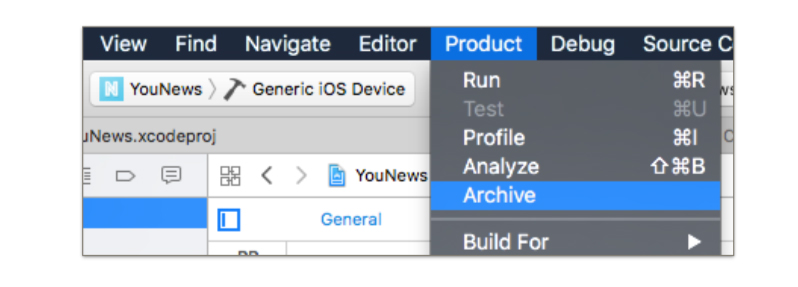 View Find Navigate Editor Product Debug Source C
YouNews Generic iOS Device
Run ⌘R
Test ⌘U
uNews.xcodeproj
Profile ⌘I
Analyze ⇧⌘B
YouNews
Archive
General
Build For